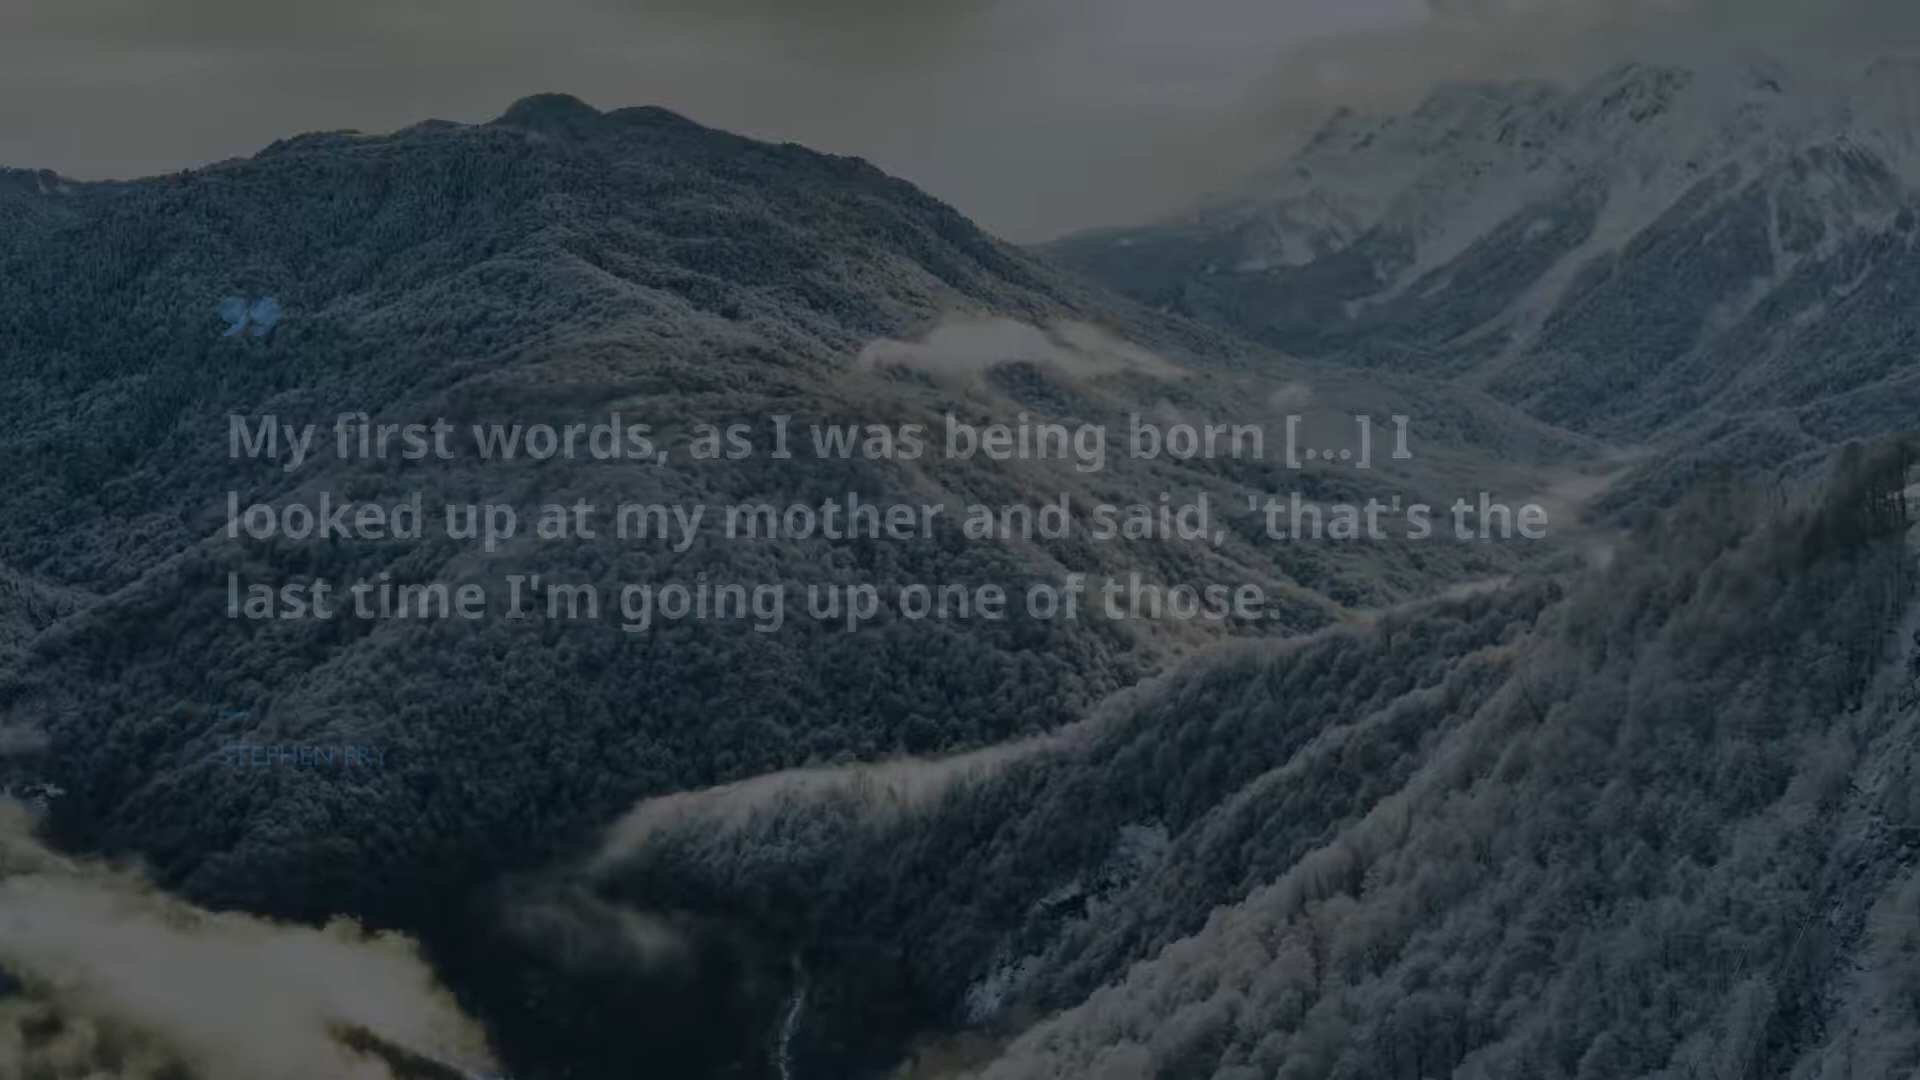 ”
My first words, as I was being born [...] I
looked up at my mother and said, 'that's the
last time I'm going up one of those.
STEPHEN FRY